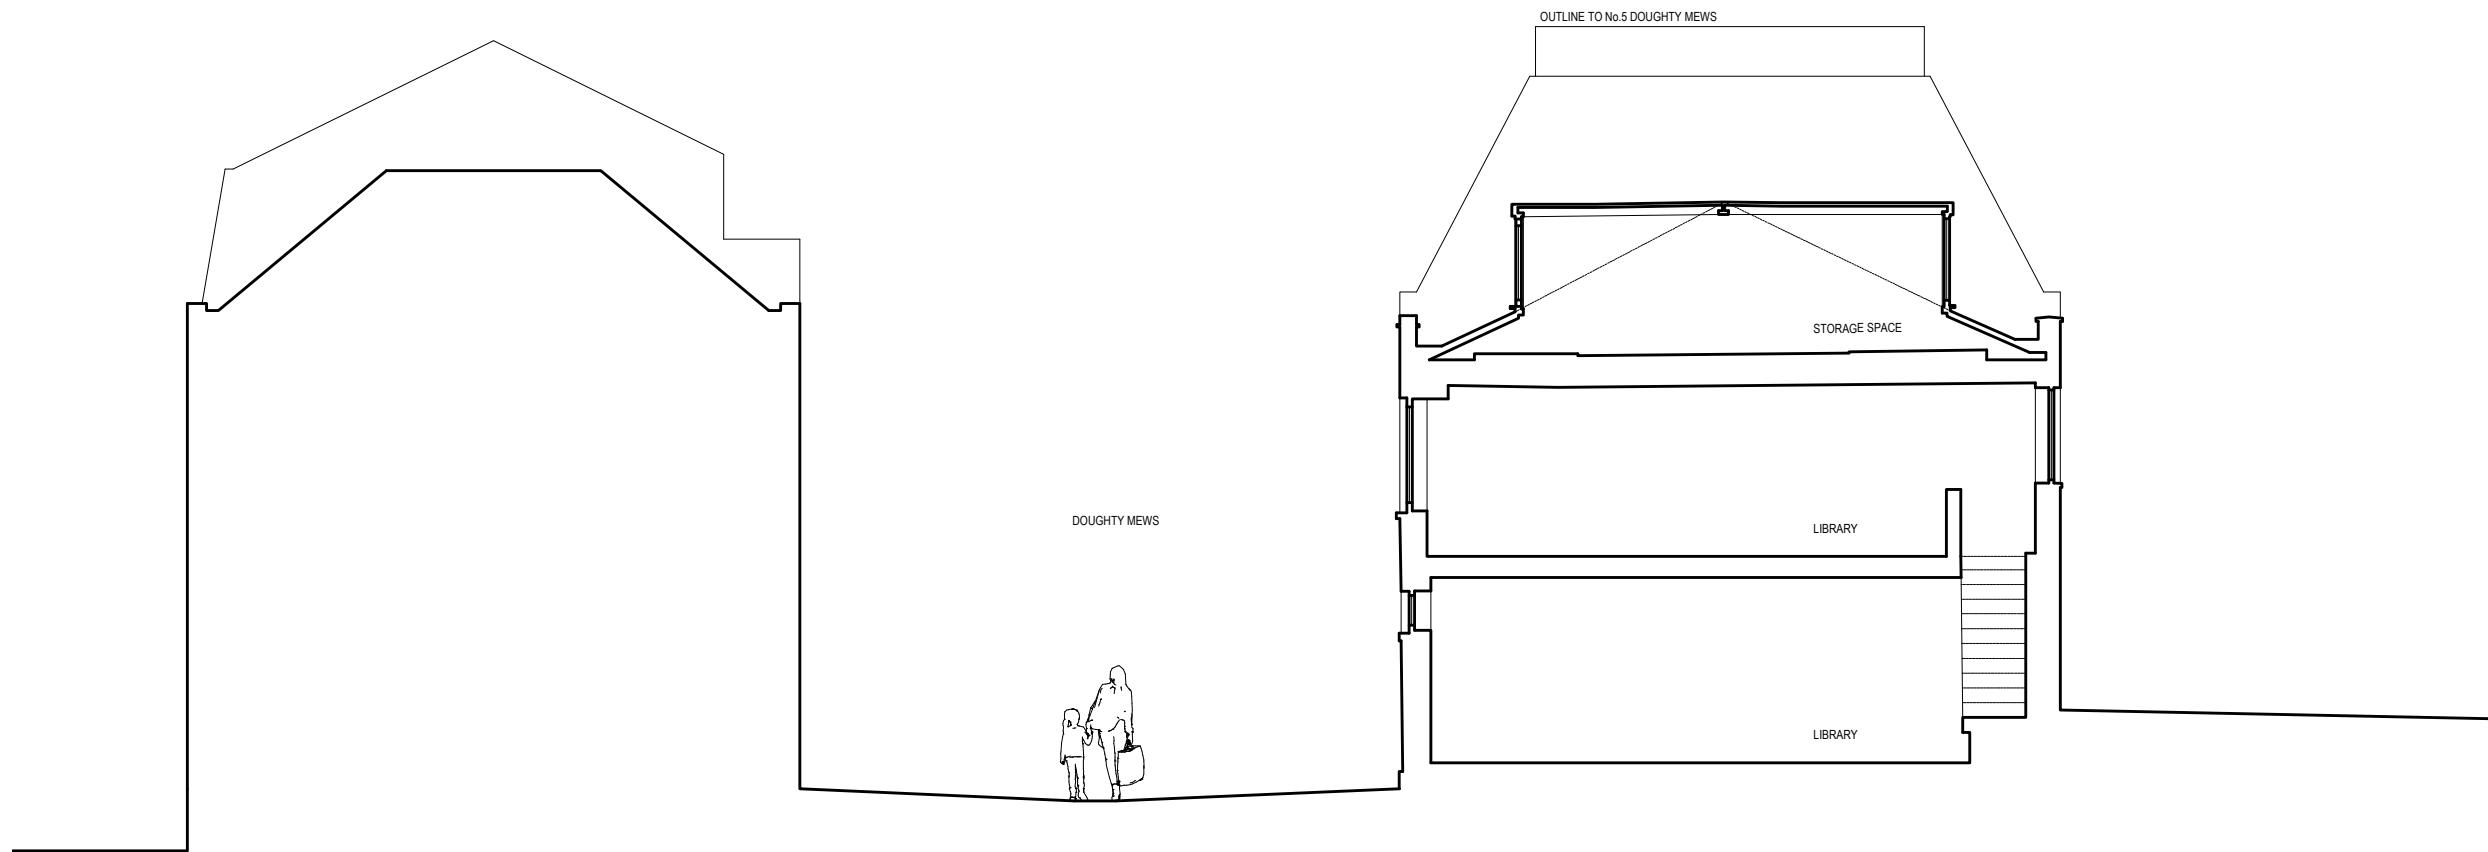 OUTLINE TO No.5 DOUGHTY MEWS
STORAGE SPACE
DOUGHTY MEWS
LIBRARY
LIBRARY